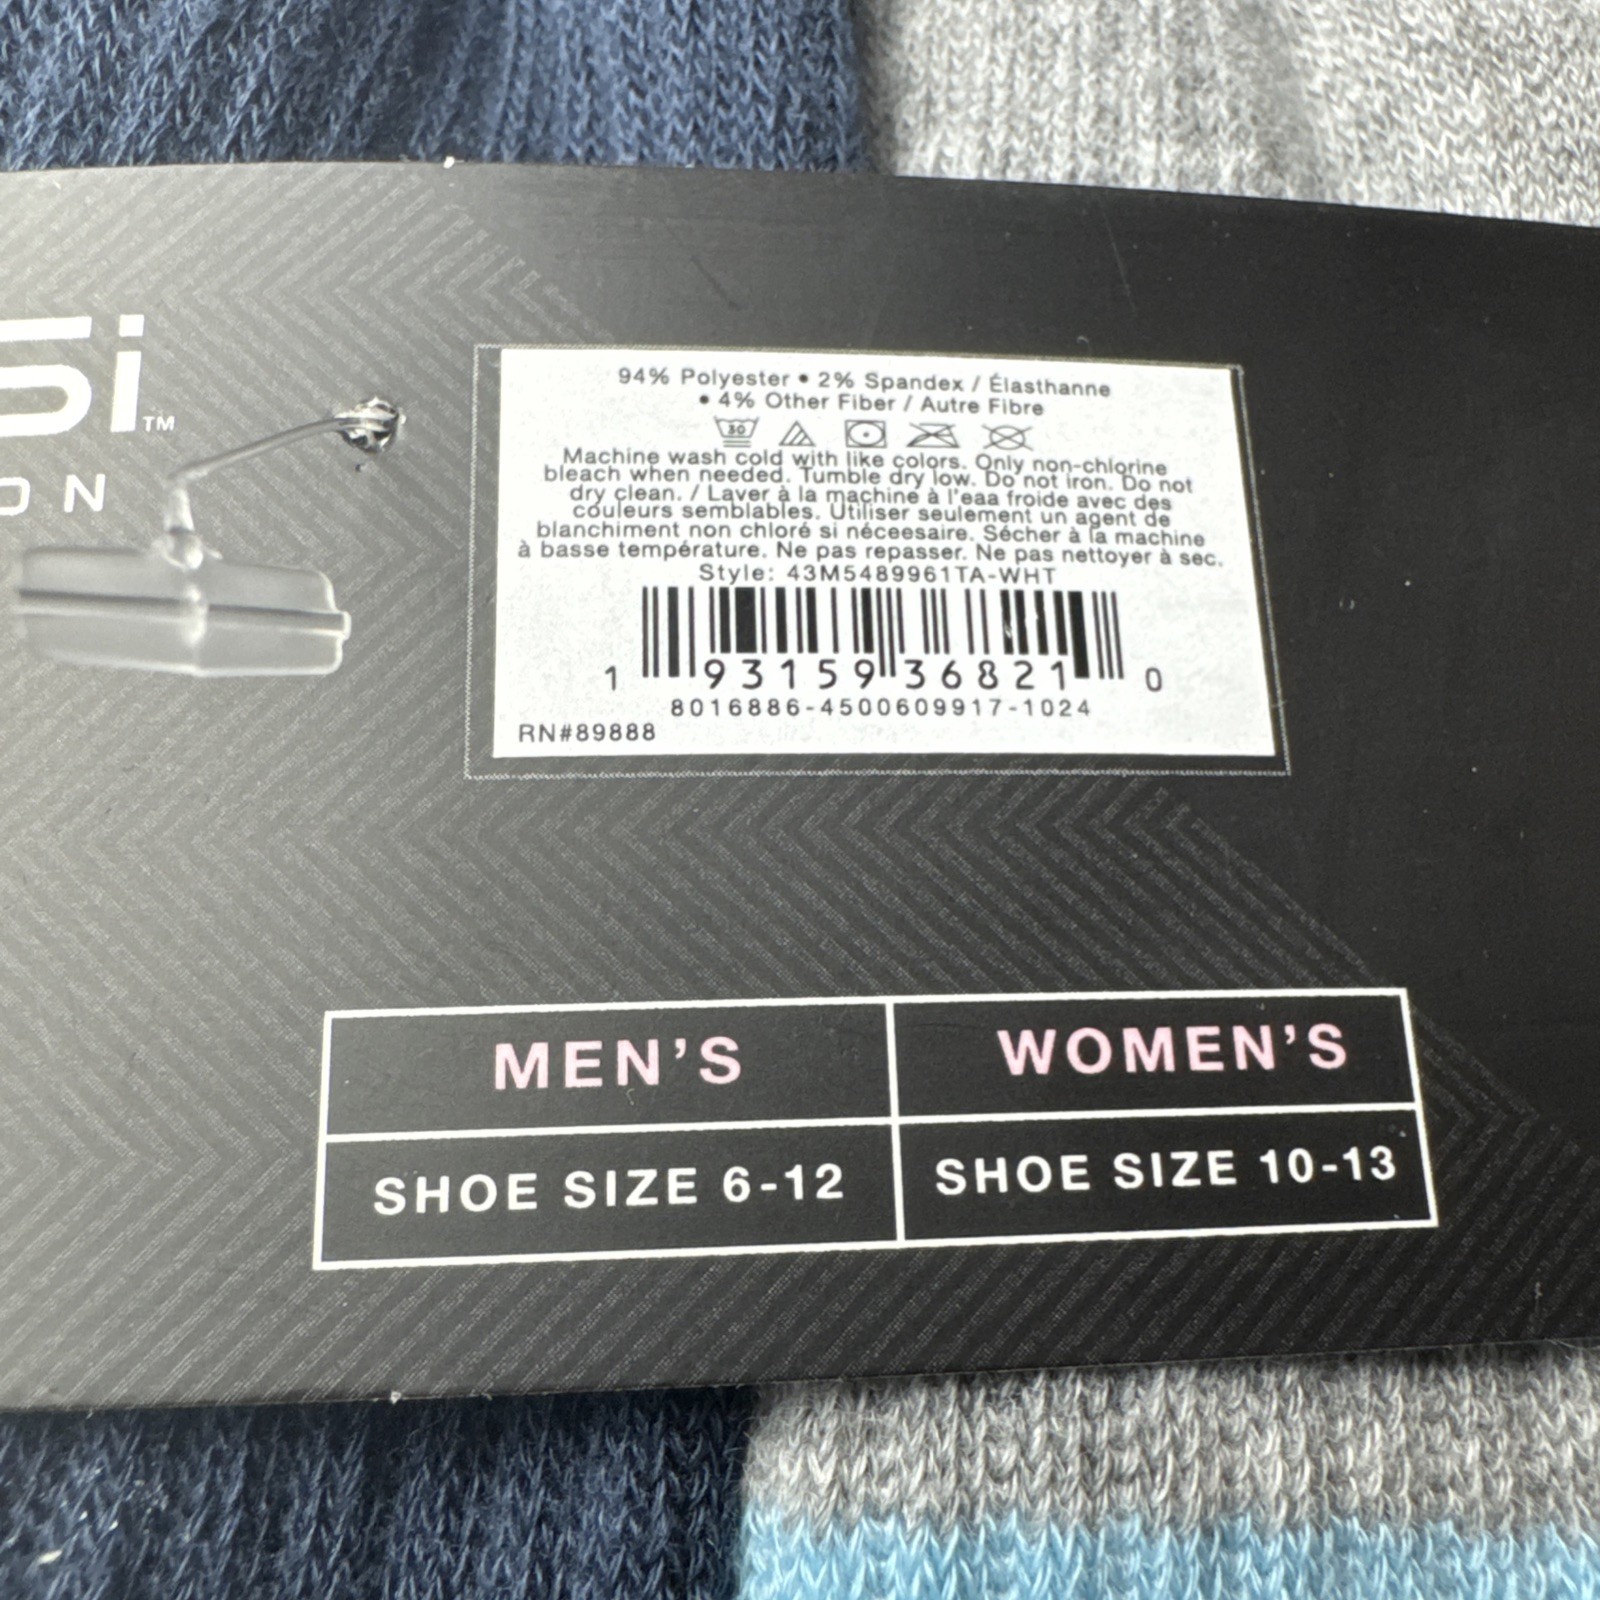 Si™
ON
94% Polyester • 2% Spandex / Élasthanne
• 4% Other Fiber / Autre Fibre
30
Machine wash cold with like colors. Only non-chlorine
bleach when needed. Tumble dry low. Do not iron. Do not
dry clean. / Laver à la machine à l'eaa froide avec des
couleurs semblables. Utiliser seulement un agent de
blanchiment non chloré si nécéesaire. Sécher à la machine
à basse température. Ne pas repasser. Ne pas nettoyer à sec.
Style: 43M5489961TA-WHT
1 93159 36821 0
8016886-4500609917-1024
RN#89888
MEN'S WOMEN'S
SHOE SIZE 6-12 SHOE SIZE 10-13